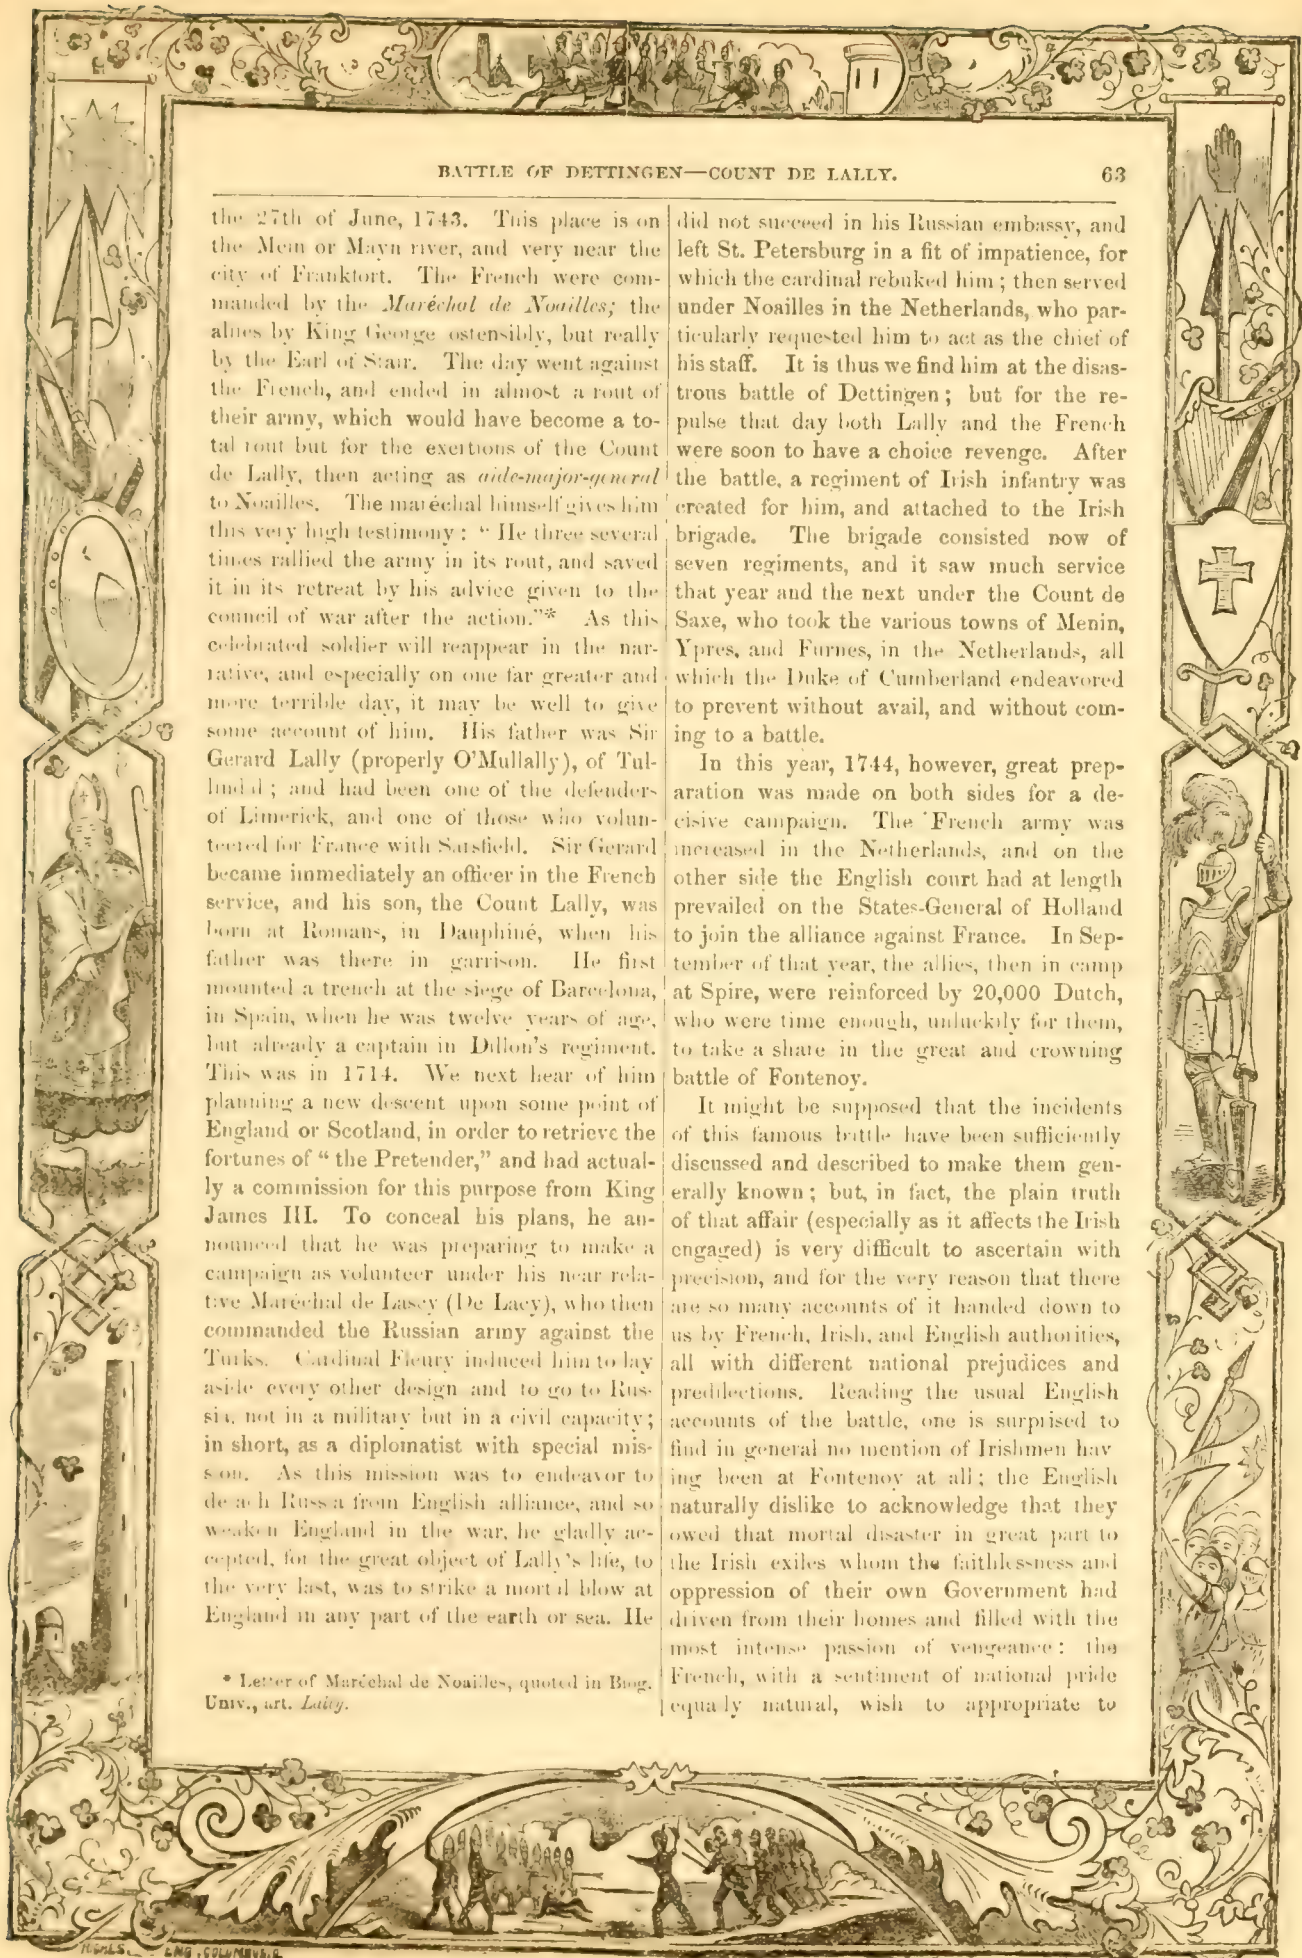 BATTLE OF DETTINGEN—COUNT DE LALLY.
63
the 27th of June, 1743. This place is on
the Mein or Mayn river, and very near the
city of Frankfort. The French were com-
manded by the Maréchal de Noailles; the
allies by King George ostensibly, but really
by the Earl of Stair. The day went against
the French, and ended in almost a rout of
their army, which would have become a to-
tal rout but for the exertions of the Count
de Lally, then acting as aide-major-general
to Noailles. The maréchal himself gives him
this very high testimony: "He three several
times rallied the army in its rout, and saved
it in its retreat by his advice given to the
council of war after the action."* As this
celebrated soldier will reappear in the nar-
rative, and especially on one far greater and
more terrible day, it may be well to give
some account of him. His father was Sir
Gerard Lally (properly O'Mullally), of Tul-
lindal; and had been one of the defenders
of Limerick, and one of those who volun-
teered for France with Sarsfield. Sir Gerard
became immediately an officer in the French
service, and his son, the Count Lally, was
born at Romans, in Dauphiné, when his
father was there in garrison. He first
mounted a trench at the siege of Barcelona,
in Spain, when he was twelve years of age,
but already a captain in Dillon's regiment.
This was in 1714. We next hear of him
planning a new descent upon some point of
England or Scotland, in order to retrieve the
fortunes of "the Pretender," and had actual-
ly a commission for this purpose from King
James III. To conceal his plans, he an-
nounced that he was preparing to make a
campaign as volunteer under his near rela-
tive Maréchal de Lascy (De Lacy), who then
commanded the Russian army against the
Turks. Cardinal Fleury induced him to lay
aside every other design and to go to Rus-
sia, not in a military but in a civil capacity;
in short, as a diplomatist with special mis-
sion. As this mission was to endeavor to
detach Russia from English alliance, and so
weaken England in the war, he gladly ac-
cepted, for the great object of Lally's life, to
the very last, was to strike a mortal blow at
England in any part of the earth or sea. He
* Letter of Maréchal de Noailles, quoted in Biog.
Univ., art. Lally.
did not succeed in his Russian embassy, and
left St. Petersburg in a fit of impatience, for
which the cardinal rebuked him; then served
under Noailles in the Netherlands, who par-
ticularly requested him to act as the chief of
his staff. It is thus we find him at the disas-
trous battle of Dettingen; but for the re-
pulse that day both Lally and the French
were soon to have a choice revenge. After
the battle, a regiment of Irish infantry was
created for him, and attached to the Irish
brigade. The brigade consisted now of
seven regiments, and it saw much service
that year and the next under the Count de
Saxe, who took the various towns of Menin,
Ypres, and Furnes, in the Netherlands, all
which the Duke of Cumberland endeavored
to prevent without avail, and without com-
ing to a battle.
In this year, 1744, however, great prep-
aration was made on both sides for a de-
cisive campaign. The French army was
increased in the Netherlands, and on the
other side the English court had at length
prevailed on the States-General of Holland
to join the alliance against France. In Sep-
tember of that year, the allies, then in camp
at Spire, were reinforced by 20,000 Dutch,
who were time enough, unluckily for them,
to take a share in the great and crowning
battle of Fontenoy.
It might be supposed that the incidents
of this famous battle have been sufficiently
discussed and described to make them gen-
erally known; but, in fact, the plain truth
of that affair (especially as it affects the Irish
engaged) is very difficult to ascertain with
precision, and for the very reason that there
are so many accounts of it handed down to
us by French, Irish, and English authorities,
all with different national prejudices and
predilections. Reading the usual English
accounts of the battle, one is surprised to
find in general no mention of Irishmen hav
ing been at Fontenoy at all; the English
naturally dislike to acknowledge that they
owed that mortal disaster in great part to
the Irish exiles whom the faithlessness and
oppression of their own Government had
driven from their homes and filled with the
most intense passion of vengeance: the
French, with a sentiment of national pride
equally natural, wish to appropriate to
ENG. COLUMBUS. O.